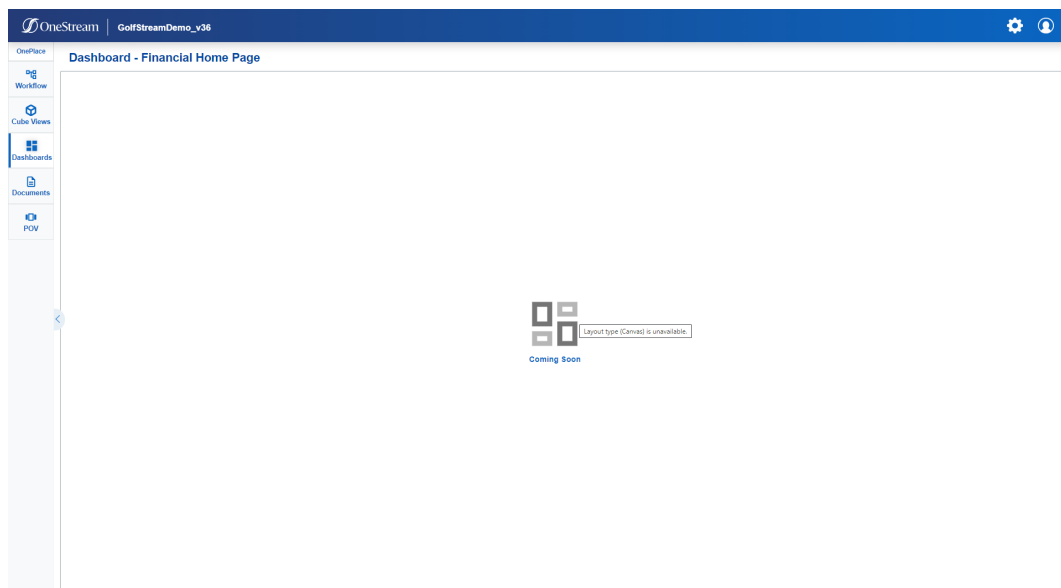 OneStream
GolfStreamDemo_v36
OnePlace
Dashboard - Financial Home Page
Workflow
Cube Views
Dashboards
Documents
POV
Layout type (Canvas) is unavailable.
Coming Soon